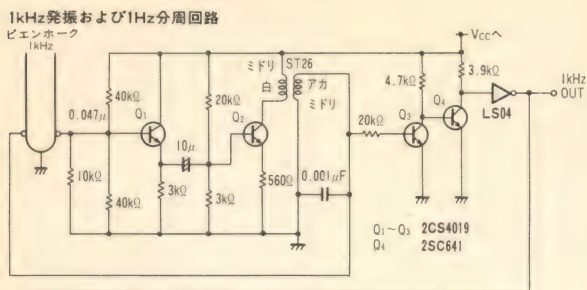 1kHz発振および1Hz分周回路
ピエンホーク
1kHz
0.047μ
40kΩ
Q₁
10kΩ
40kΩ
3kΩ
10μ
20kΩ
Q₂
3kΩ
560Ω
ミドリ
白
ST26
アカ
ミドリ
0.001μF
20kΩ
4.7kΩ
Q₃
Q₄
Vccへ
3.9kΩ
LS04
1kHz
OUT
Q₁~Q₃ 2CS4019
Q₄ 2SC641